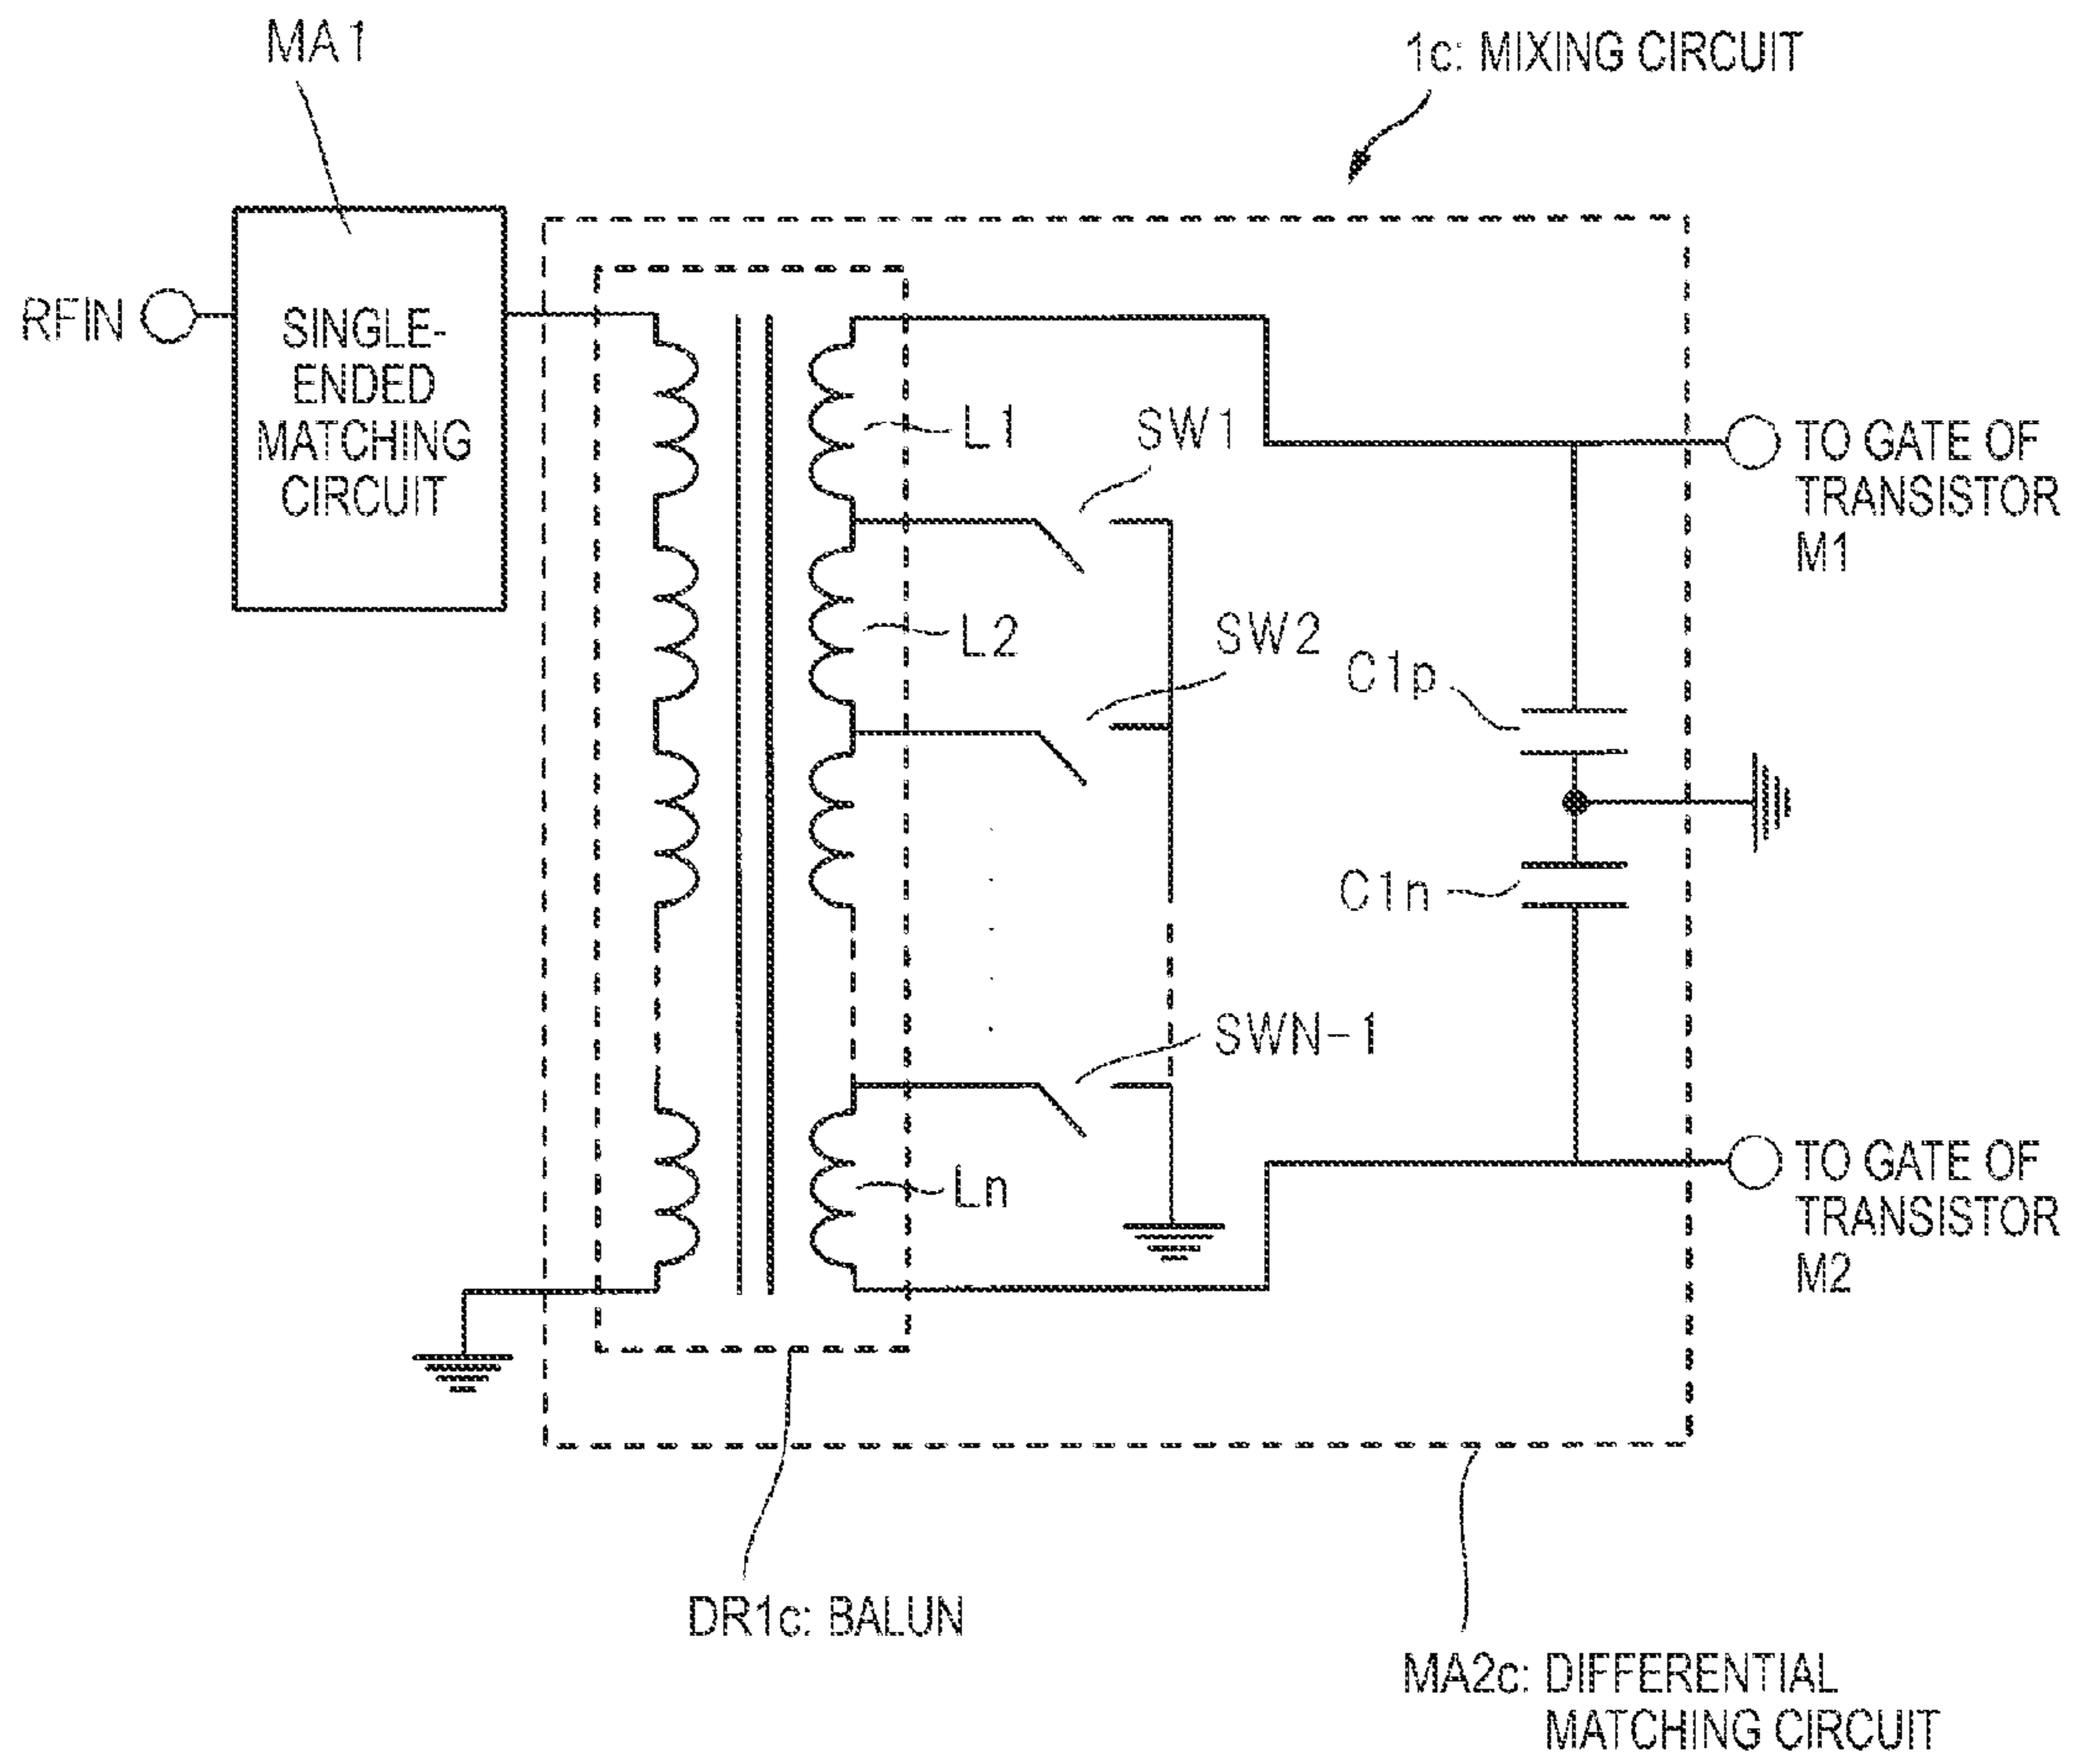 MA1
1c: MIXING CIRCUIT
RFIN
SINGLE-
ENDED
MATCHING
CIRCUIT
L1
SW1
TO GATE OF
TRANSISTOR
M1
L2
SW2
C1p
C1n
SWN-1
Ln
TO GATE OF
TRANSISTOR
M2
DR1c: BALUN
MA2c: DIFFERENTIAL
MATCHING CIRCUIT